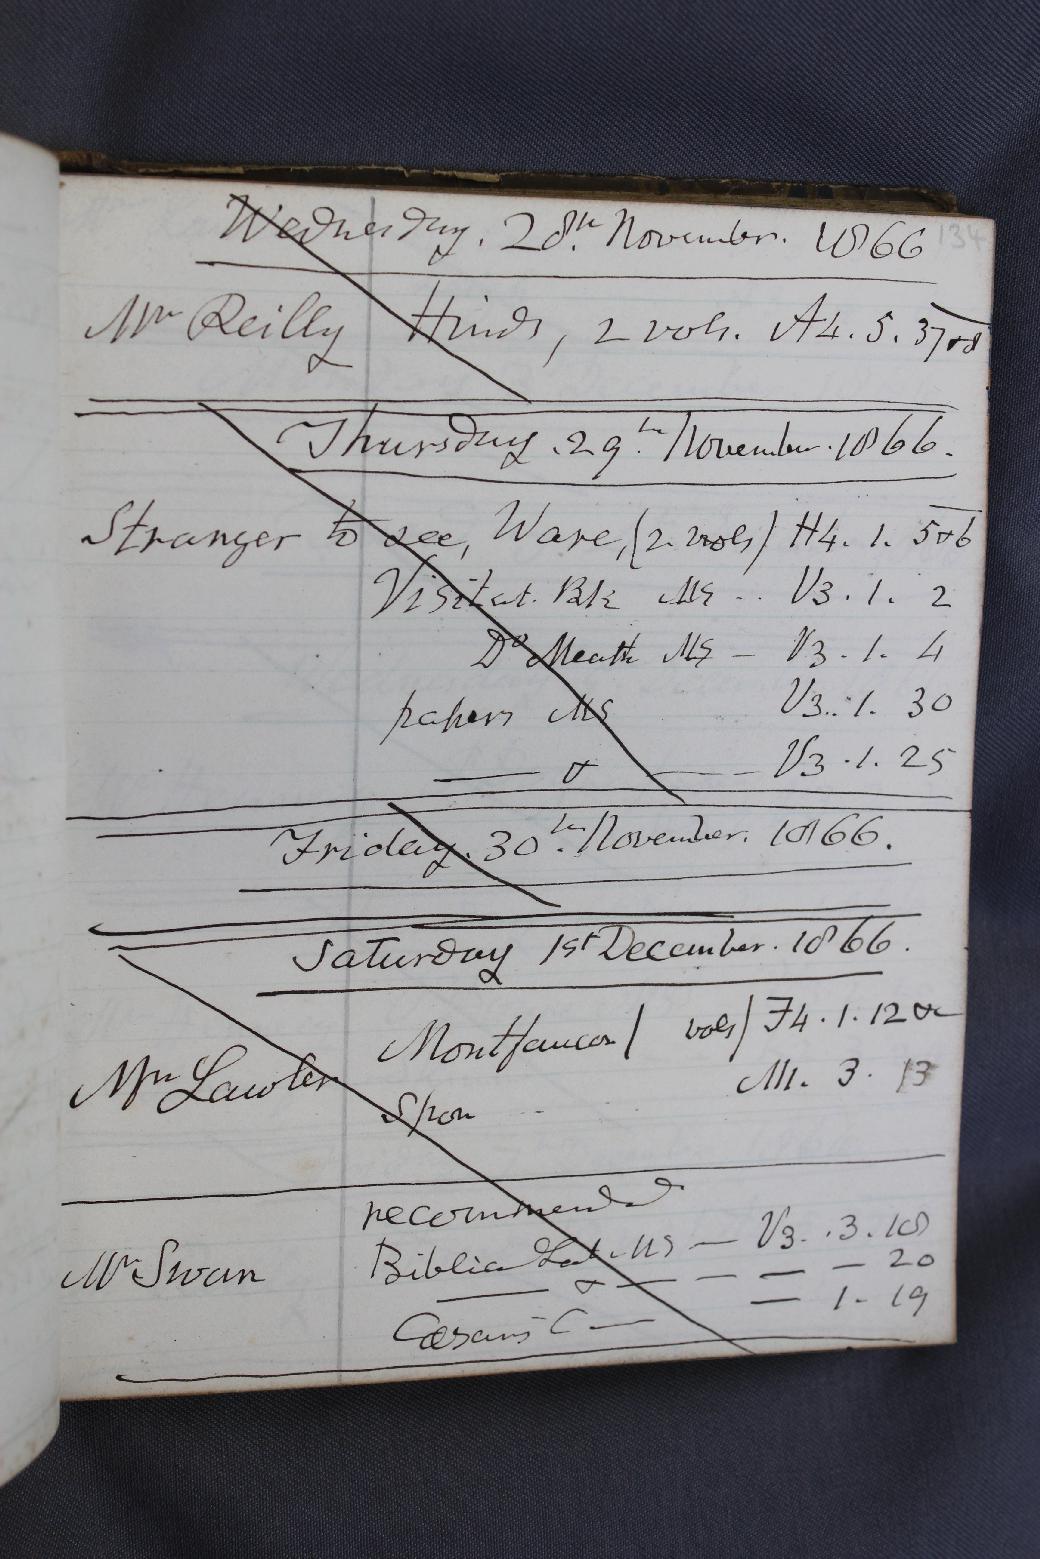 Wednesday. 28th. November. 1866
134
Mr Reilly Hinds, 2 vols. A4. 5. 37 & 8
Thursday. 29th. November. 1866.
Stranger to see, Ware, (2. vols) H4. 1. 5 & 6
Visitat. Bk MS .. V3. 1. 2
Do Meath MS — V3. 1. 4
papers MS V3. 1. 30
—— & —— V3. 1. 25
Friday. 30th. November. 1866.
Saturday 1st December. 1866.
Montfaucon ( vols) F4. 1. 12 &c
Mr Lawler
Spon .. M1. 3. 13
recommended
Mr Swan Biblia Lat. MS — V3. 3. 18
—— & — — — — 20
Cæsaris C — — 1. 19